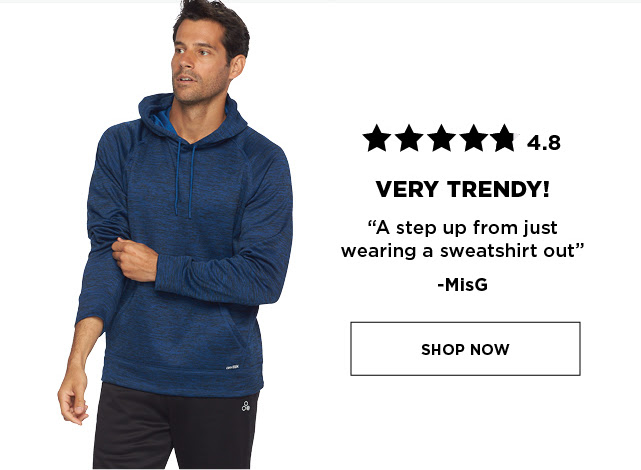 4.8
VERY TRENDY!
“A step up from just
wearing a sweatshirt out”
-MisG
SHOP NOW